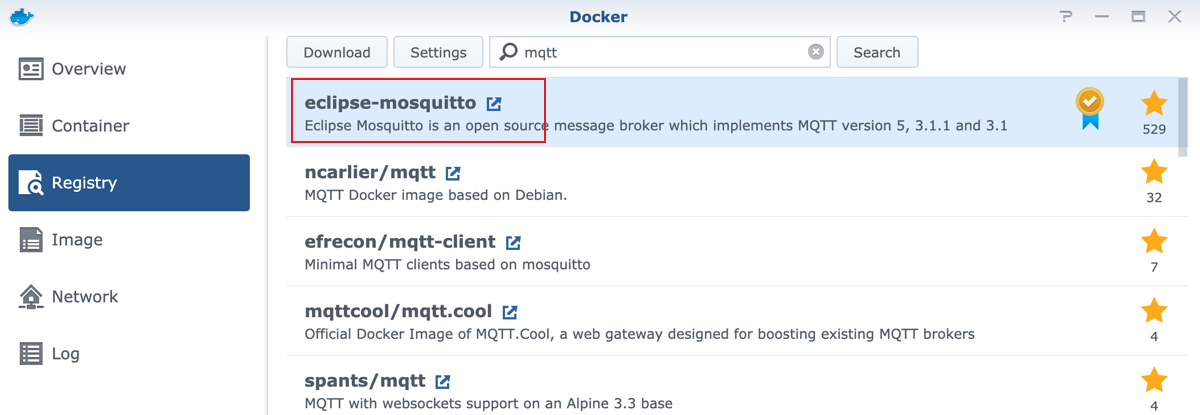 Docker
Overview
Container
Registry
Image
Network
Log
Download Settings mqtt Search
eclipse-mosquitto
Eclipse Mosquitto is an open source message broker which implements MQTT version 5, 3.1.1 and 3.1
529
ncarlier/mqtt
MQTT Docker image based on Debian.
32
efrecon/mqtt-client
Minimal MQTT clients based on mosquitto
7
mqttcool/mqtt.cool
Official Docker Image of MQTT.Cool, a web gateway designed for boosting existing MQTT brokers
4
spants/mqtt
MQTT with websockets support on an Alpine 3.3 base
4